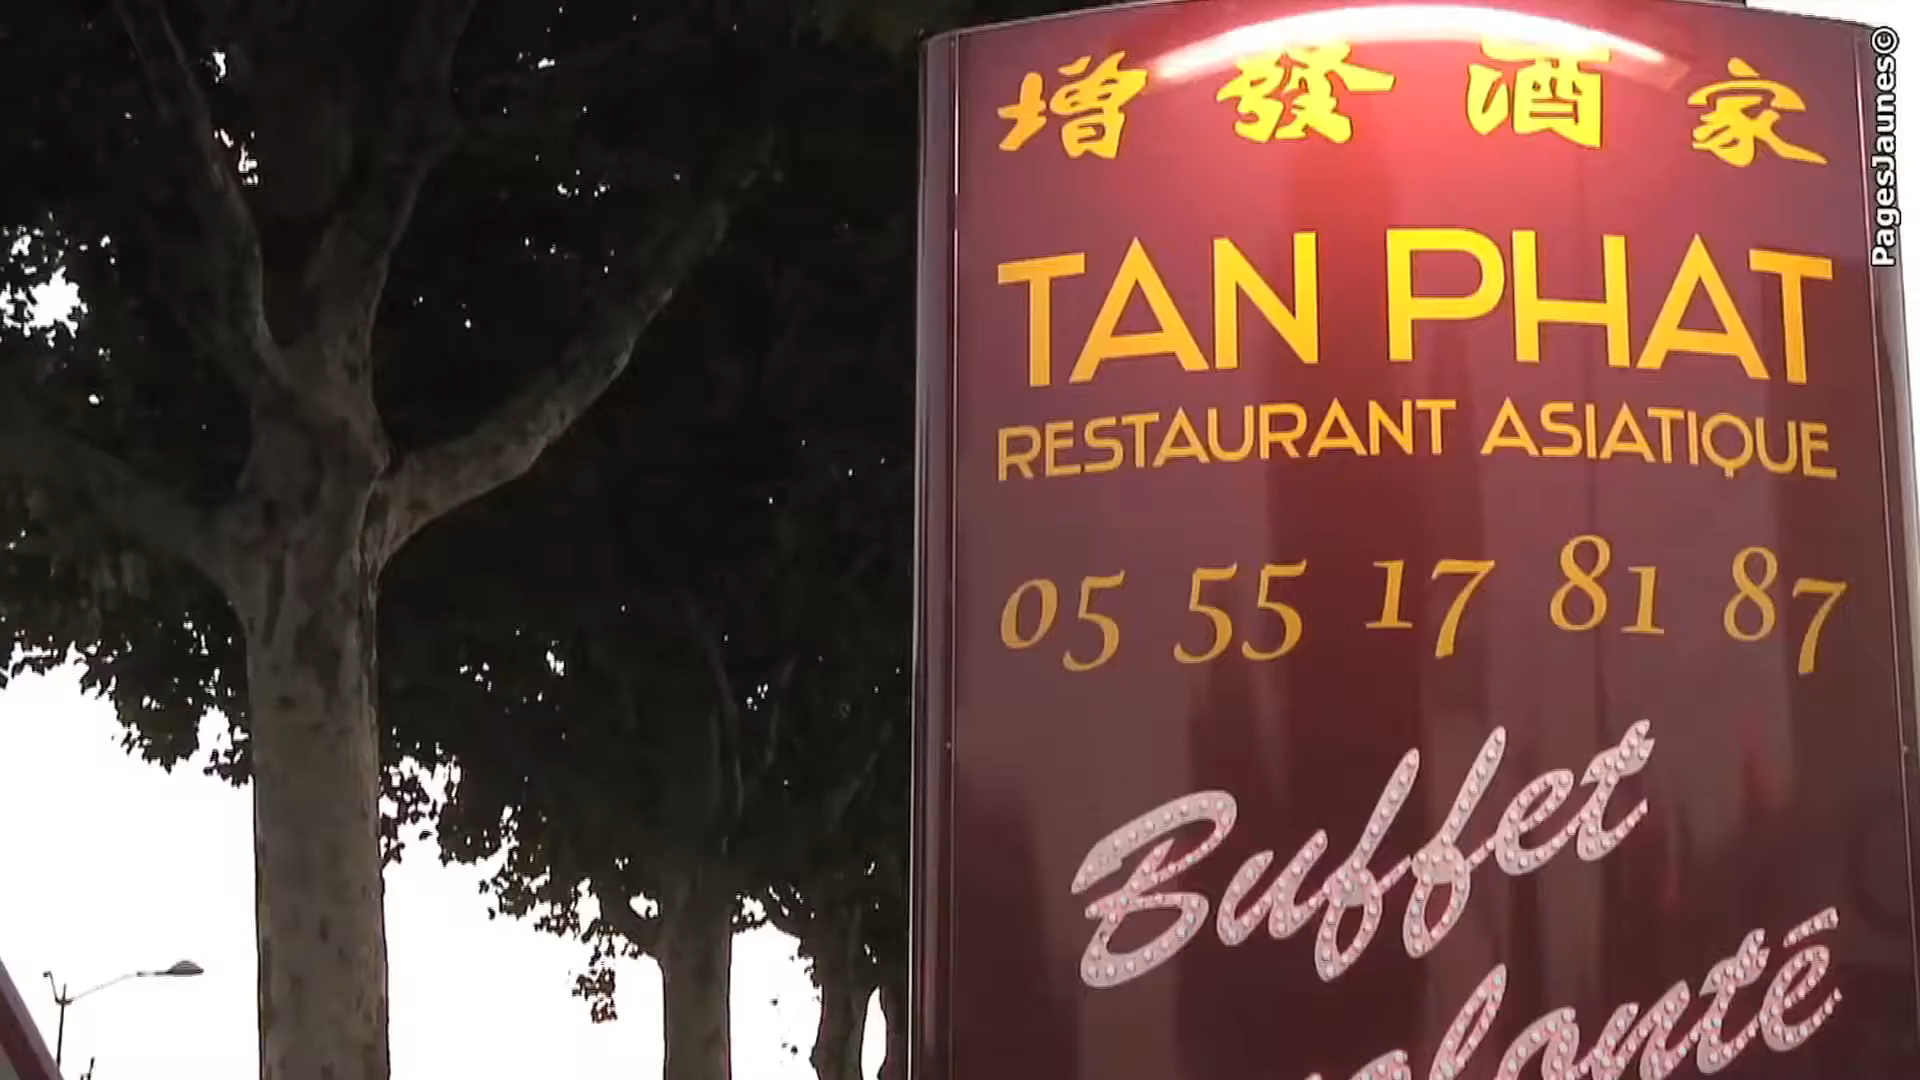 增發酒家
TAN PHAT
RESTAURANT ASIATIQUE
05 55 17 81 87
Buffet
PagesJaunes©